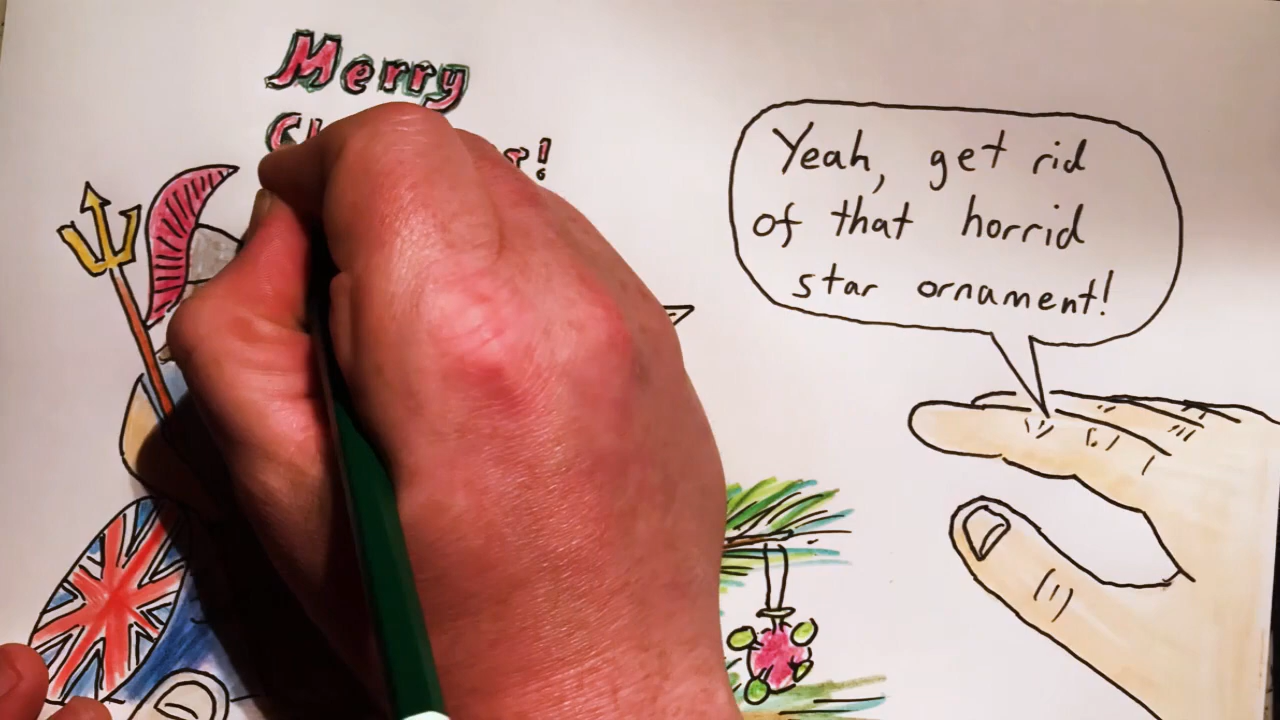 Merry
Yeah, get rid
of that horrid
star ornament!